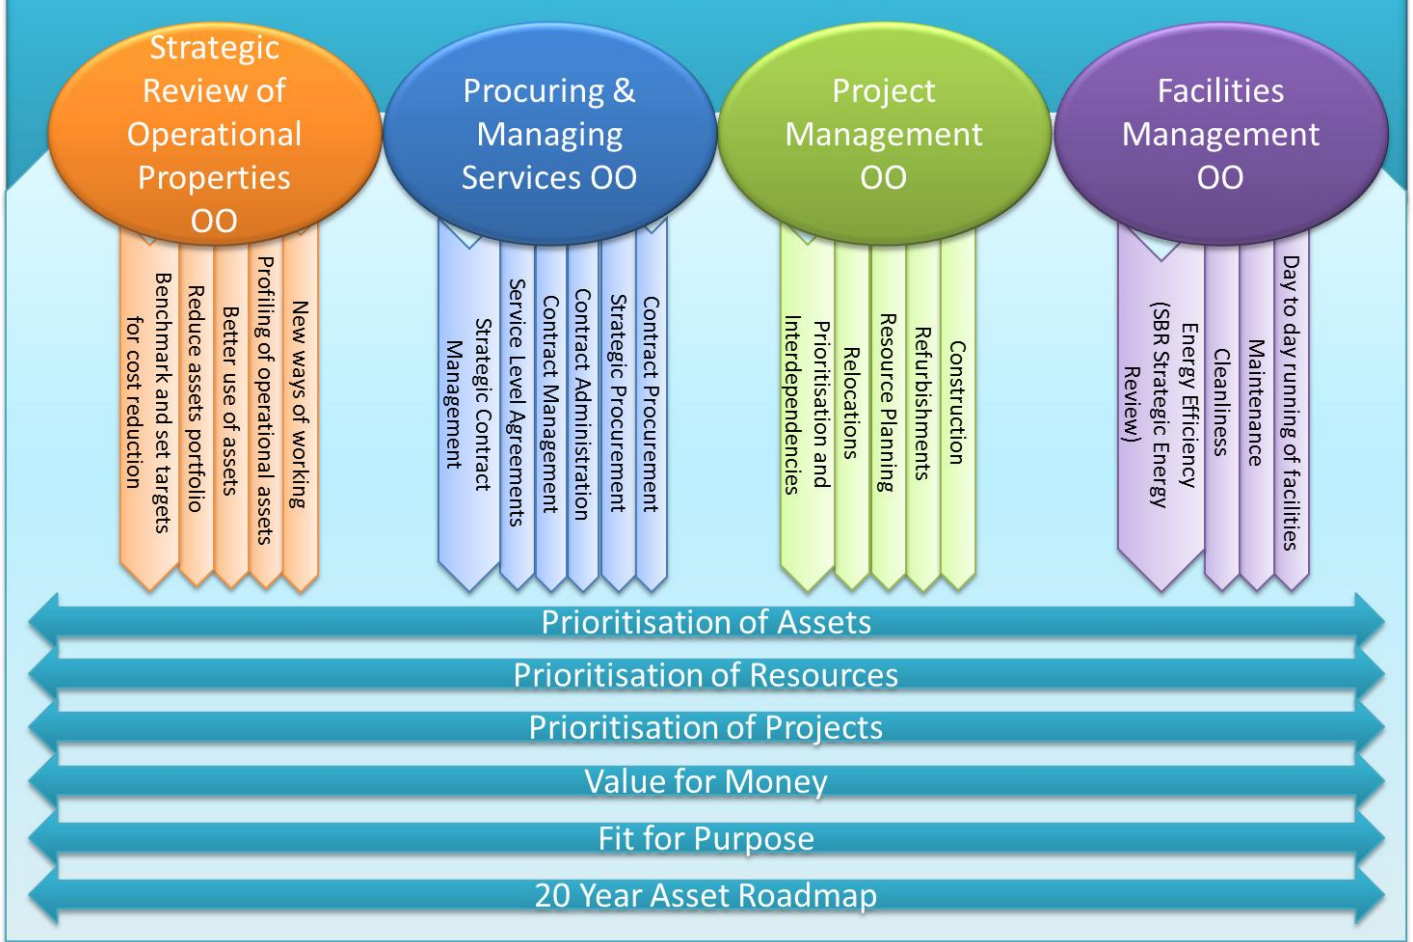 Strategic
Review of
Operational
Properties
OO
Procuring &
Managing
Services OO
Project
Management
OO
Facilities
Management
OO
Benchmark and set targets
for cost reduction
Reduce assets portfolio
Better use of assets
Profiling of operational assets
New ways of working
Strategic Contract
Management
Service Level Agreements
Contract Management
Contract Administration
Strategic Procurement
Contract Procurement
Prioritisation and
Interdependencies
Relocations
Resource Planning
Refurbishments
Construction
Energy Efficiency
(SBR Strategic Energy
Review)
Cleanliness
Maintenance
Day to day running of facilities
Prioritisation of Assets
Prioritisation of Resources
Prioritisation of Projects
Value for Money
Fit for Purpose
20 Year Asset Roadmap